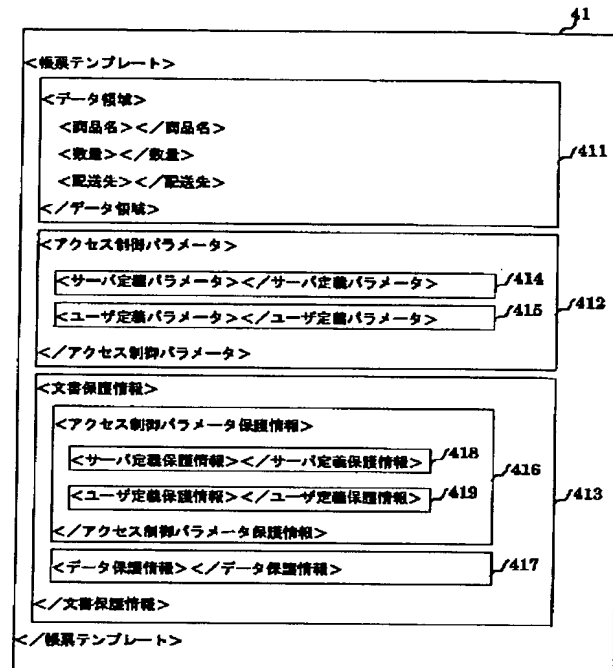 41
<帳票テンプレート>
<データ領域>
<商品名></商品名>
<数量></数量>
<配送先></配送先>
</データ領域>
411
<アクセス制御パラメータ>
<サーバ定義パラメータ></サーバ定義パラメータ>
414
<ユーザ定義パラメータ></ユーザ定義パラメータ>
415
412
</アクセス制御パラメータ>
<文書保護情報>
<アクセス制御パラメータ保護情報>
<サーバ定義保護情報></サーバ定義保護情報>
418
416
<ユーザ定義保護情報></ユーザ定義保護情報>
419
413
</アクセス制御パラメータ保護情報>
<データ保護情報></データ保護情報>
417
</文書保護情報>
</帳票テンプレート>